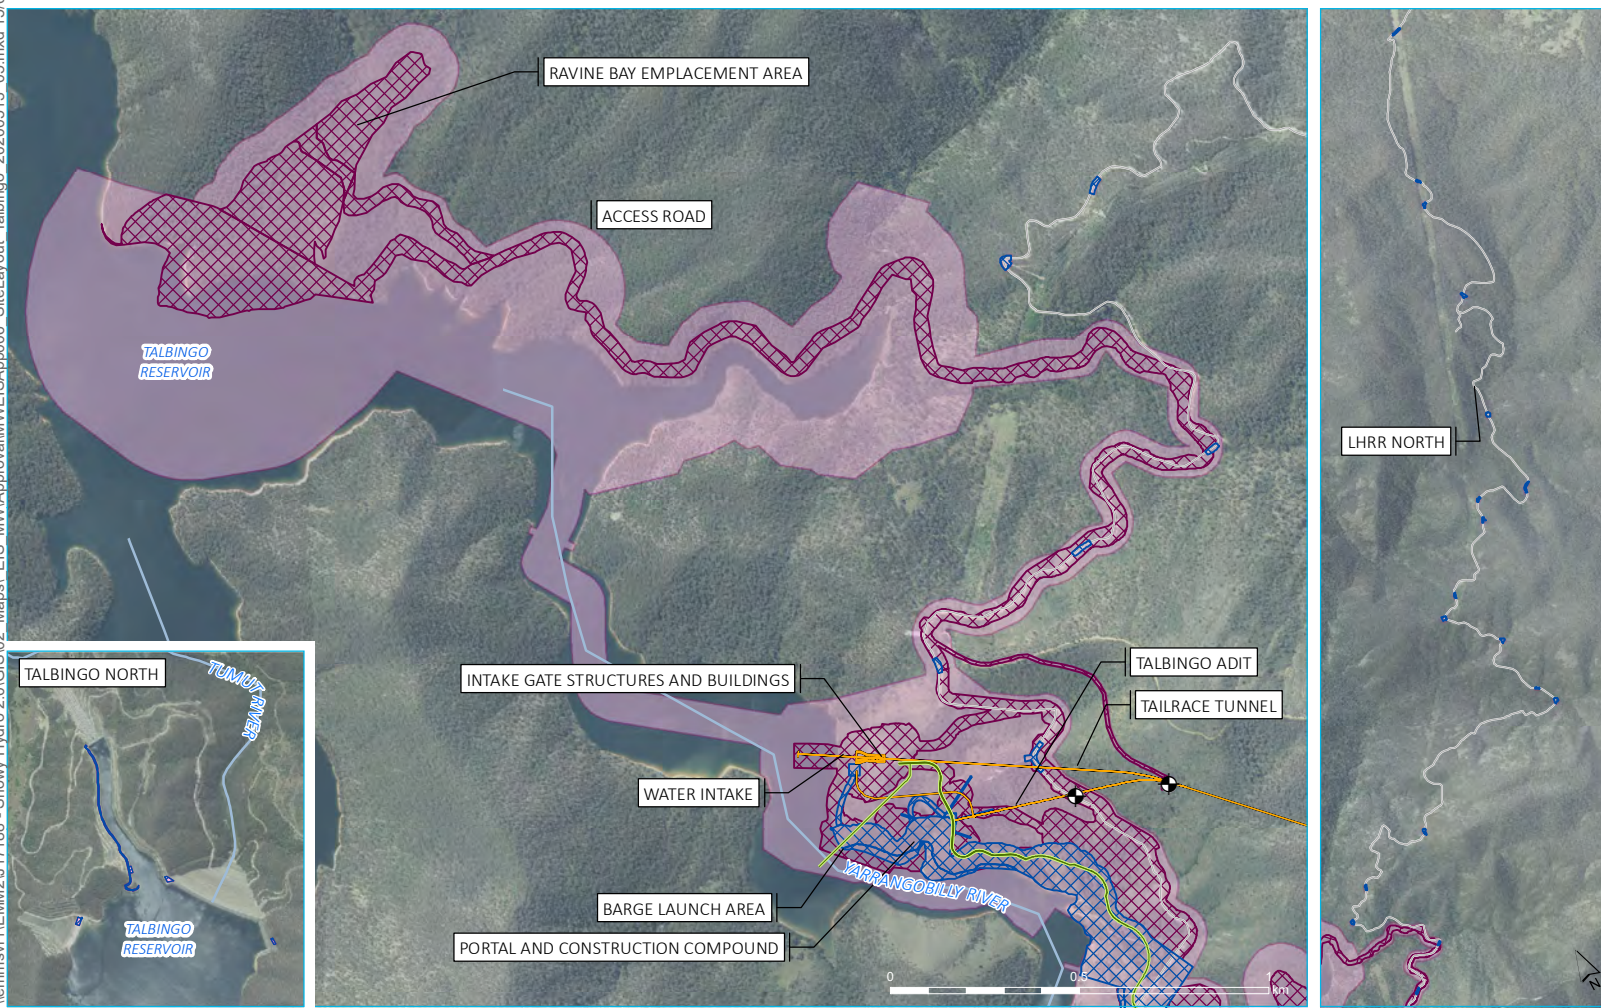 RAVINE BAY EMPLACEMENT AREA
ACCESS ROAD
TALBINGO
RESERVOIR
LHRR NORTH
TALBINGO NORTH
TUMUT RIVER
TALBINGO
RESERVOIR
INTAKE GATE STRUCTURES AND BUILDINGS
TALBINGO ADIT
TAILRACE TUNNEL
WATER INTAKE
YARRANGOBILLY RIVER
BARGE LAUNCH AREA
PORTAL AND CONSTRUCTION COMPOUND
0 0.5 1
km
N